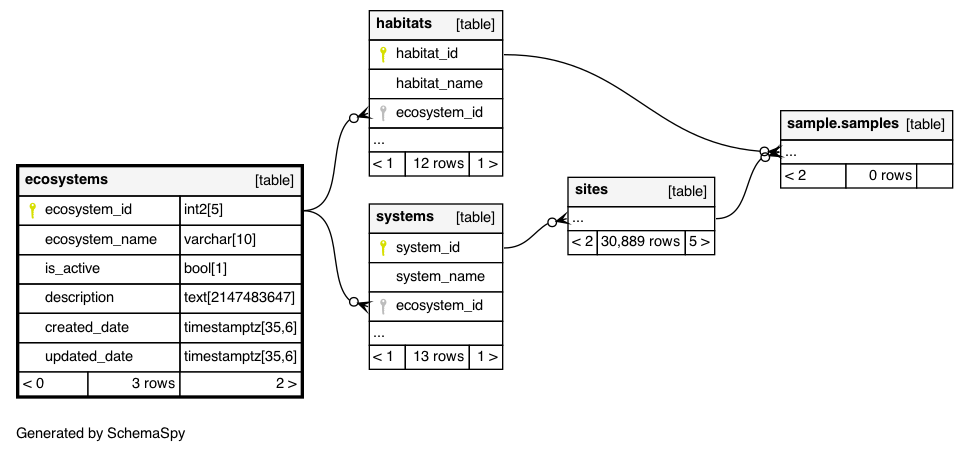 habitats [table]
habitat_id
habitat_name
ecosystem_id
...
< 1 12 rows 1 >
ecosystems [table]
ecosystem_id int2[5]
ecosystem_name varchar[10]
is_active bool[1]
description text[2147483647]
created_date timestamptz[35,6]
updated_date timestamptz[35,6]
< 0 3 rows 2 >
systems [table]
system_id
system_name
ecosystem_id
...
< 1 13 rows 1 >
sites [table]
...
< 2 30,889 rows 5 >
sample.samples [table]
...
< 2 0 rows
Generated by SchemaSpy